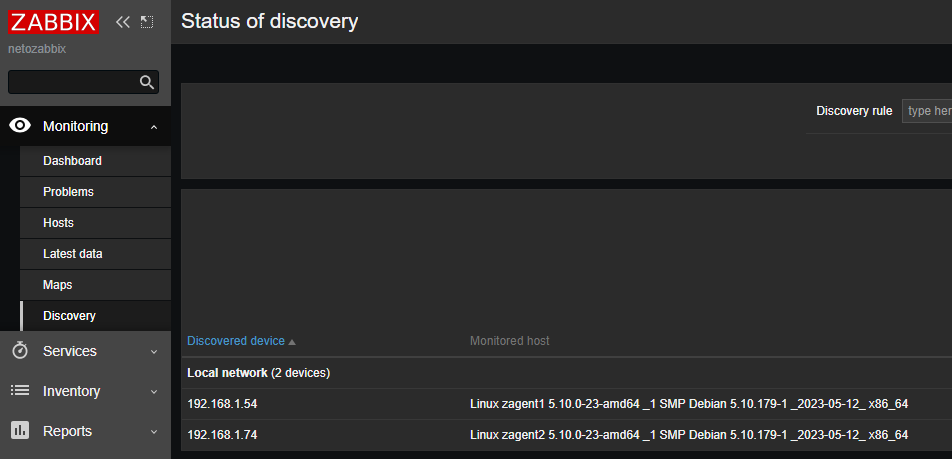 ZABBIX
Status of discovery
netozabbix
Discovery rule type her
Monitoring
Dashboard
Problems
Hosts
Latest data
Maps
Discovery
Services
Inventory
Reports
Discovered device Monitored host
Local network (2 devices)
192.168.1.54 Linux zagent1 5.10.0-23-amd64 _1 SMP Debian 5.10.179-1 _2023-05-12_ x86_64
192.168.1.74 Linux zagent2 5.10.0-23-amd64 _1 SMP Debian 5.10.179-1 _2023-05-12_ x86_64